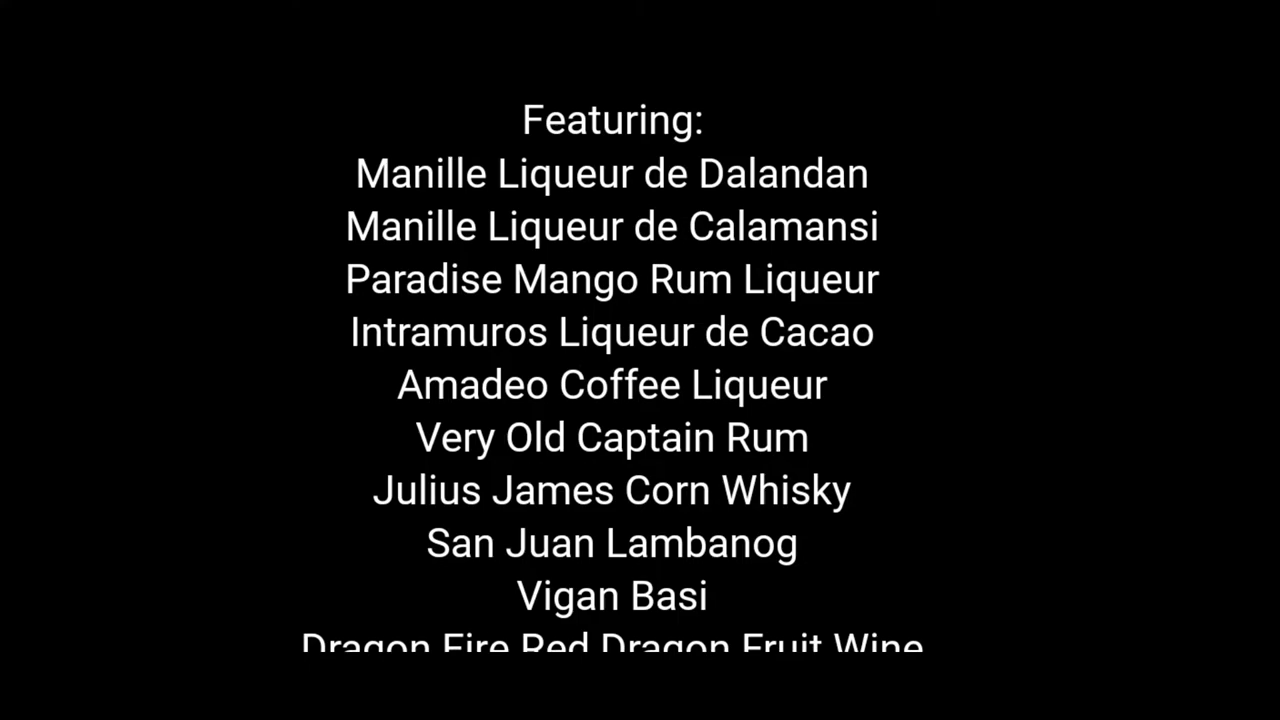 Featuring:
Manille Liqueur de Dalandan
Manille Liqueur de Calamansi
Paradise Mango Rum Liqueur
Intramuros Liqueur de Cacao
Amadeo Coffee Liqueur
Very Old Captain Rum
Julius James Corn Whisky
San Juan Lambanog
Vigan Basi
Dragon Fire Red Dragon Fruit Wine